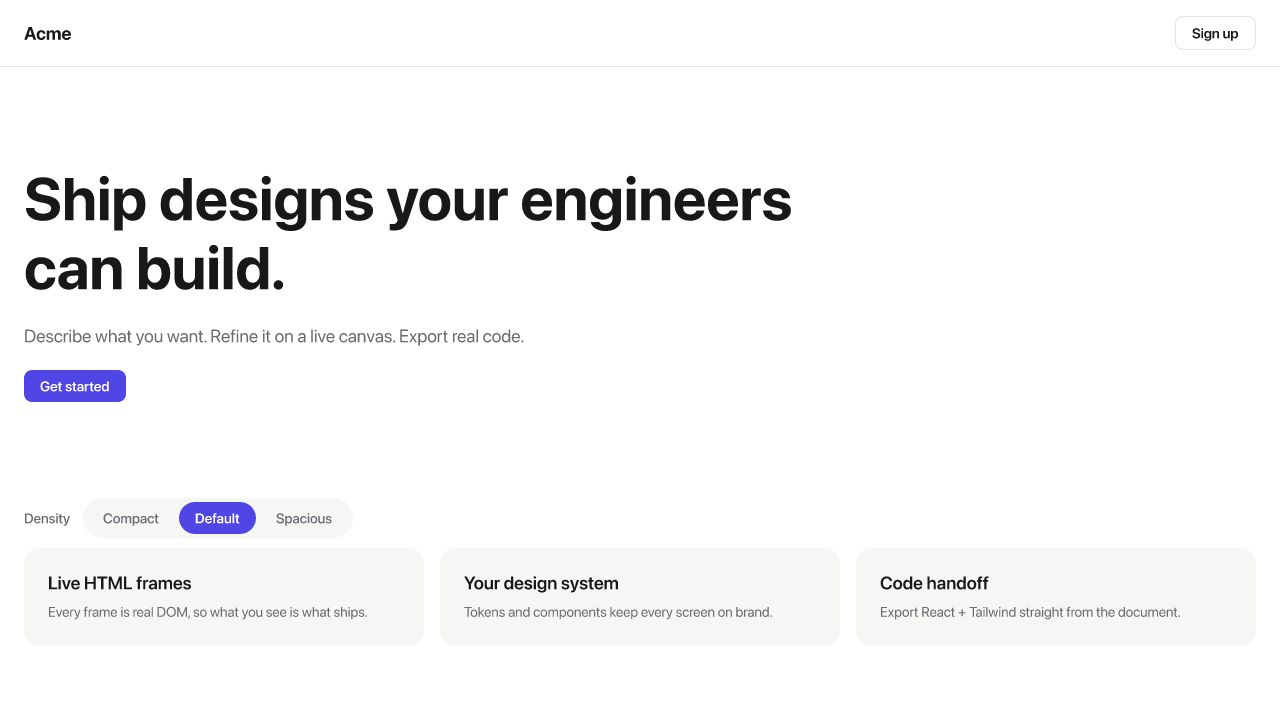 Acme
Sign up
Ship designs your engineers
can build.
Describe what you want. Refine it on a live canvas. Export real code.
Get started
Density
Compact
Default
Spacious
Live HTML frames
Every frame is real DOM, so what you see is what ships.
Your design system
Tokens and components keep every screen on brand.
Code handoff
Export React + Tailwind straight from the document.